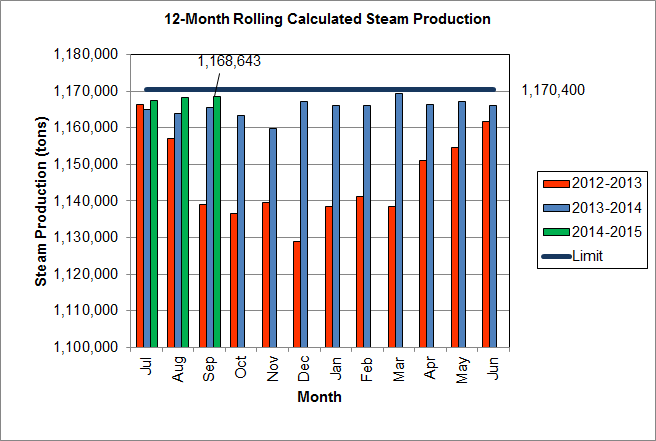 12-Month Rolling Calculated Steam Production
1,180,000
1,168,643
1,170,000
1,170,400
1,160,000
1,150,000
1,140,000
1,130,000
1,120,000
1,110,000
1,100,000
Steam Production (tons)
2012-2013
2013-2014
2014-2015
Limit
Jul
Aug
Sep
Oct
Nov
Dec
Jan
Feb
Mar
Apr
May
Jun
Month